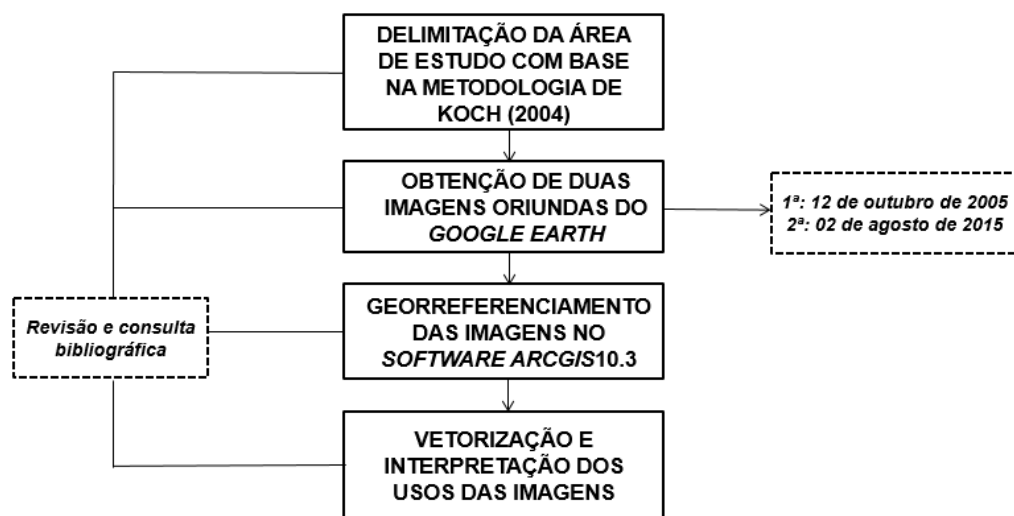 DELIMITAÇÃO DA ÁREA
DE ESTUDO COM BASE
NA METODOLOGIA DE
KOCH (2004)
OBTENÇÃO DE DUAS
IMAGENS ORIUNDAS DO
GOOGLE EARTH
1ª: 12 de outubro de 2005
2ª: 02 de agosto de 2015
GEORREFERENCIAMENTO
DAS IMAGENS NO
SOFTWARE ARCGIS10.3
Revisão e consulta
bibliográfica
VETORIZAÇÃO E
INTERPRETAÇÃO DOS
USOS DAS IMAGENS